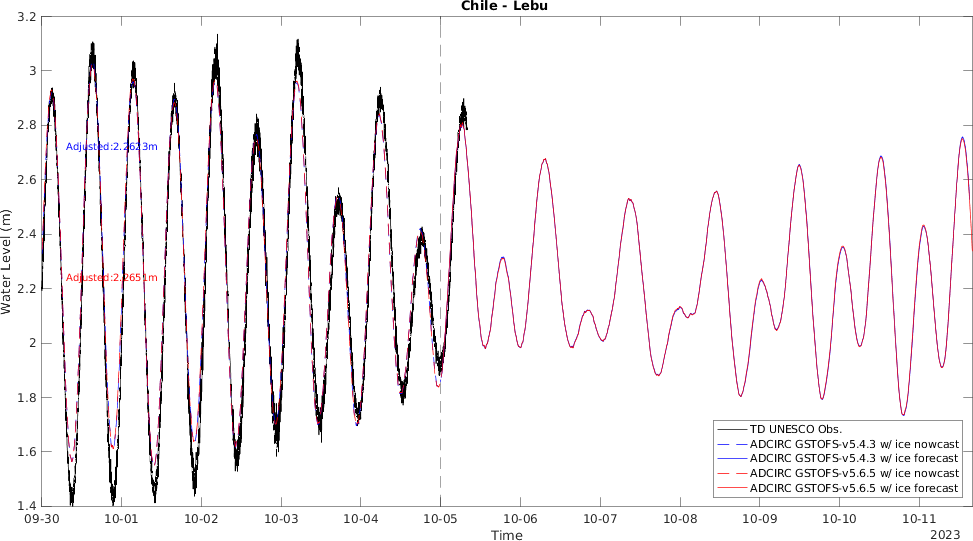 Chile - Lebu
3.2
3
2.8
2.6
2.4
2.2
2
1.8
1.6
1.4
Water Level (m)
Adjusted:2.2623m
Adjusted:2.2651m
TD UNESCO Obs.
ADCIRC GSTOFS-v5.4.3 w/ ice nowcast
ADCIRC GSTOFS-v5.4.3 w/ ice forecast
ADCIRC GSTOFS-v5.6.5 w/ ice nowcast
ADCIRC GSTOFS-v5.6.5 w/ ice forecast
09-30 10-01 10-02 10-03 10-04 10-05 10-06 10-07 10-08 10-09 10-10 10-11
Time
2023